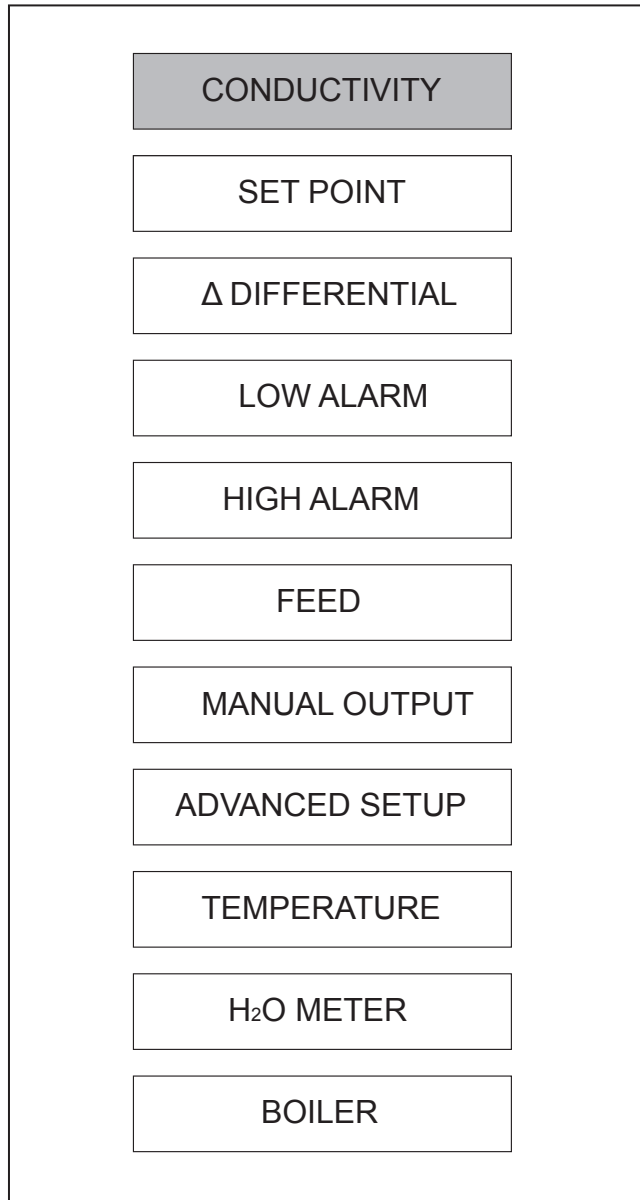 CONDUCTIVITY
SET POINT
Δ DIFFERENTIAL
LOW ALARM
HIGH ALARM
FEED
MANUAL OUTPUT
ADVANCED SETUP
TEMPERATURE
H₂O METER
BOILER